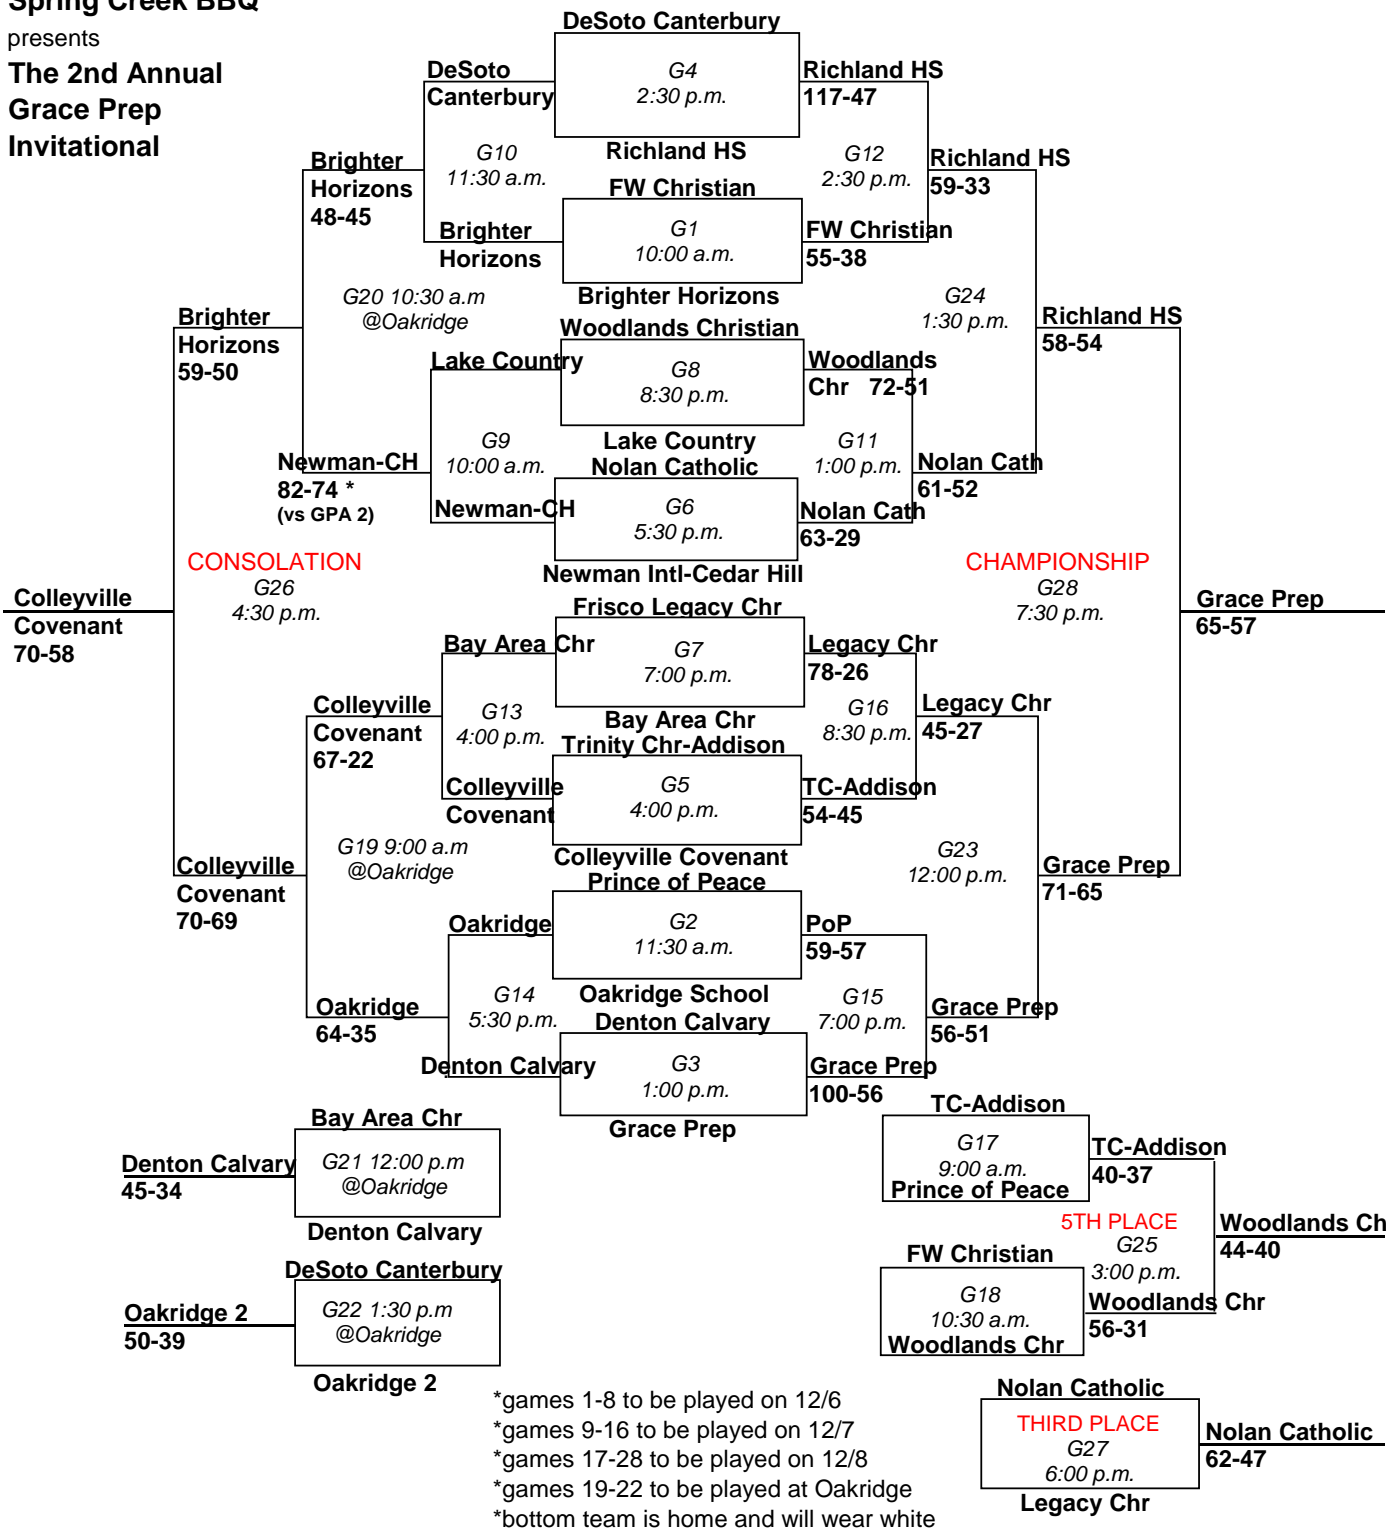 Spring Creek BBQ
presents
The 2nd Annual
Grace Prep
Invitational
DeSoto Canterbury
G4
2:30 p.m.
Richland HS
DeSoto
Canterbury
Richland HS
117-47
G10
11:30 a.m.
G12
2:30 p.m.
Brighter
Horizons
48-45
Richland HS
59-33
FW Christian
G1
10:00 a.m.
Brighter Horizons
Brighter
Horizons
FW Christian
55-38
G20 10:30 a.m
@Oakridge
G24
1:30 p.m.
Brighter
Horizons
59-50
Richland HS
58-54
Woodlands Christian
G8
8:30 p.m.
Lake Country
Lake Country
Woodlands
Chr 72-51
G9
10:00 a.m.
G11
1:00 p.m.
Newman-CH
82-74 *
(vs GPA 2)
Nolan Cath
61-52
Nolan Catholic
G6
5:30 p.m.
Newman Intl-Cedar Hill
Newman-CH
Nolan Cath
63-29
CONSOLATION
G26
4:30 p.m.
CHAMPIONSHIP
G28
7:30 p.m.
Colleyville
Covenant
70-58
Grace Prep
65-57
Frisco Legacy Chr
G7
7:00 p.m.
Bay Area Chr
Bay Area Chr
Legacy Chr
78-26
G13
4:00 p.m.
G16
8:30 p.m.
Colleyville
Covenant
67-22
Legacy Chr
45-27
Trinity Chr-Addison
G5
4:00 p.m.
Colleyville Covenant
Colleyville
Covenant
TC-Addison
54-45
G19 9:00 a.m
@Oakridge
G23
12:00 p.m.
Colleyville
Covenant
70-69
Grace Prep
71-65
Prince of Peace
G2
11:30 a.m.
Oakridge School
Oakridge
PoP
59-57
G14
5:30 p.m.
G15
7:00 p.m.
Oakridge
64-35
Grace Prep
56-51
Denton Calvary
G3
1:00 p.m.
Grace Prep
Denton Calvary
Grace Prep
100-56
Bay Area Chr
G21 12:00 p.m
@Oakridge
Denton Calvary
Denton Calvary
45-34
TC-Addison
G17
9:00 a.m.
Prince of Peace
TC-Addison
40-37
5TH PLACE
G25
3:00 p.m.
Woodlands Ch
44-40
DeSoto Canterbury
G22 1:30 p.m
@Oakridge
Oakridge 2
Oakridge 2
50-39
FW Christian
G18
10:30 a.m.
Woodlands Chr
Woodlands Chr
56-31
*games 1-8 to be played on 12/6
*games 9-16 to be played on 12/7
*games 17-28 to be played on 12/8
*games 19-22 to be played at Oakridge
*bottom team is home and will wear white
Nolan Catholic
THIRD PLACE
G27
6:00 p.m.
Legacy Chr
Nolan Catholic
62-47